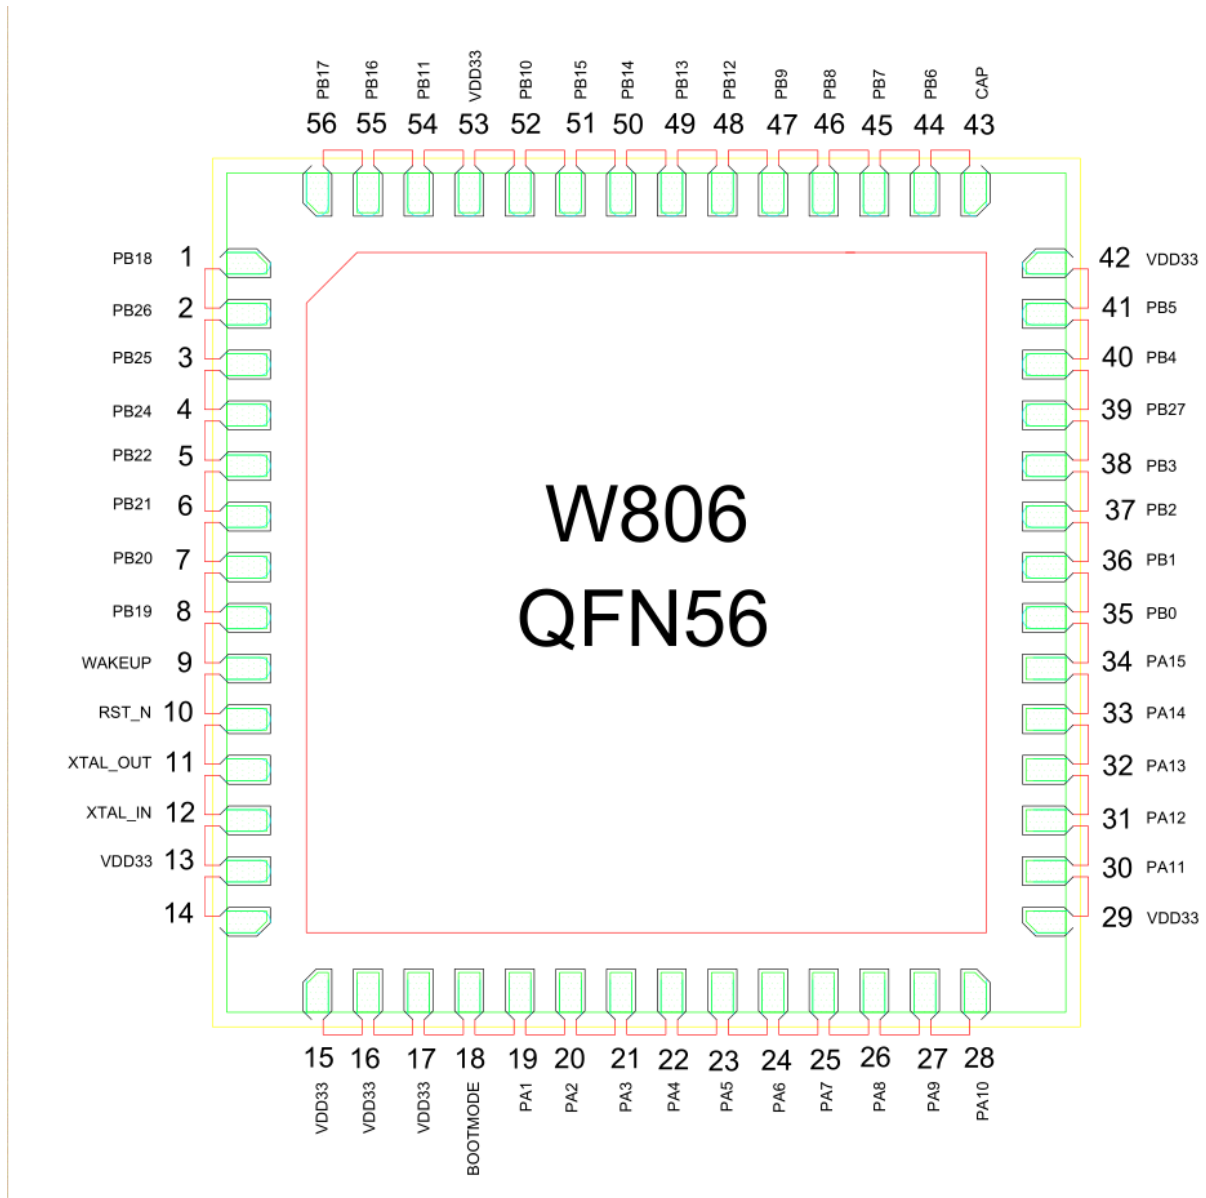 PB17 PB16 PB11 VDD33 PB10 PB15 PB14 PB13 PB12 PB9 PB8 PB7 PB6 CAP
56 55 54 53 52 51 50 49 48 47 46 45 44 43
PB18 1 42 VDD33
PB26 2 41 PB5
PB25 3 40 PB4
PB24 4 39 PB27
PB22 5 38 PB3
PB21 6 37 PB2
PB20 7 36 PB1
PB19 8 35 PB0
WAKEUP 9 34 PA15
RST_N 10 33 PA14
XTAL_OUT 11 32 PA13
XTAL_IN 12 31 PA12
VDD33 13 30 PA11
14 29 VDD33
W806
QFN56
15 16 17 18 19 20 21 22 23 24 25 26 27 28
VDD33 VDD33 VDD33 BOOTMODE PA1 PA2 PA3 PA4 PA5 PA6 PA7 PA8 PA9 PA10